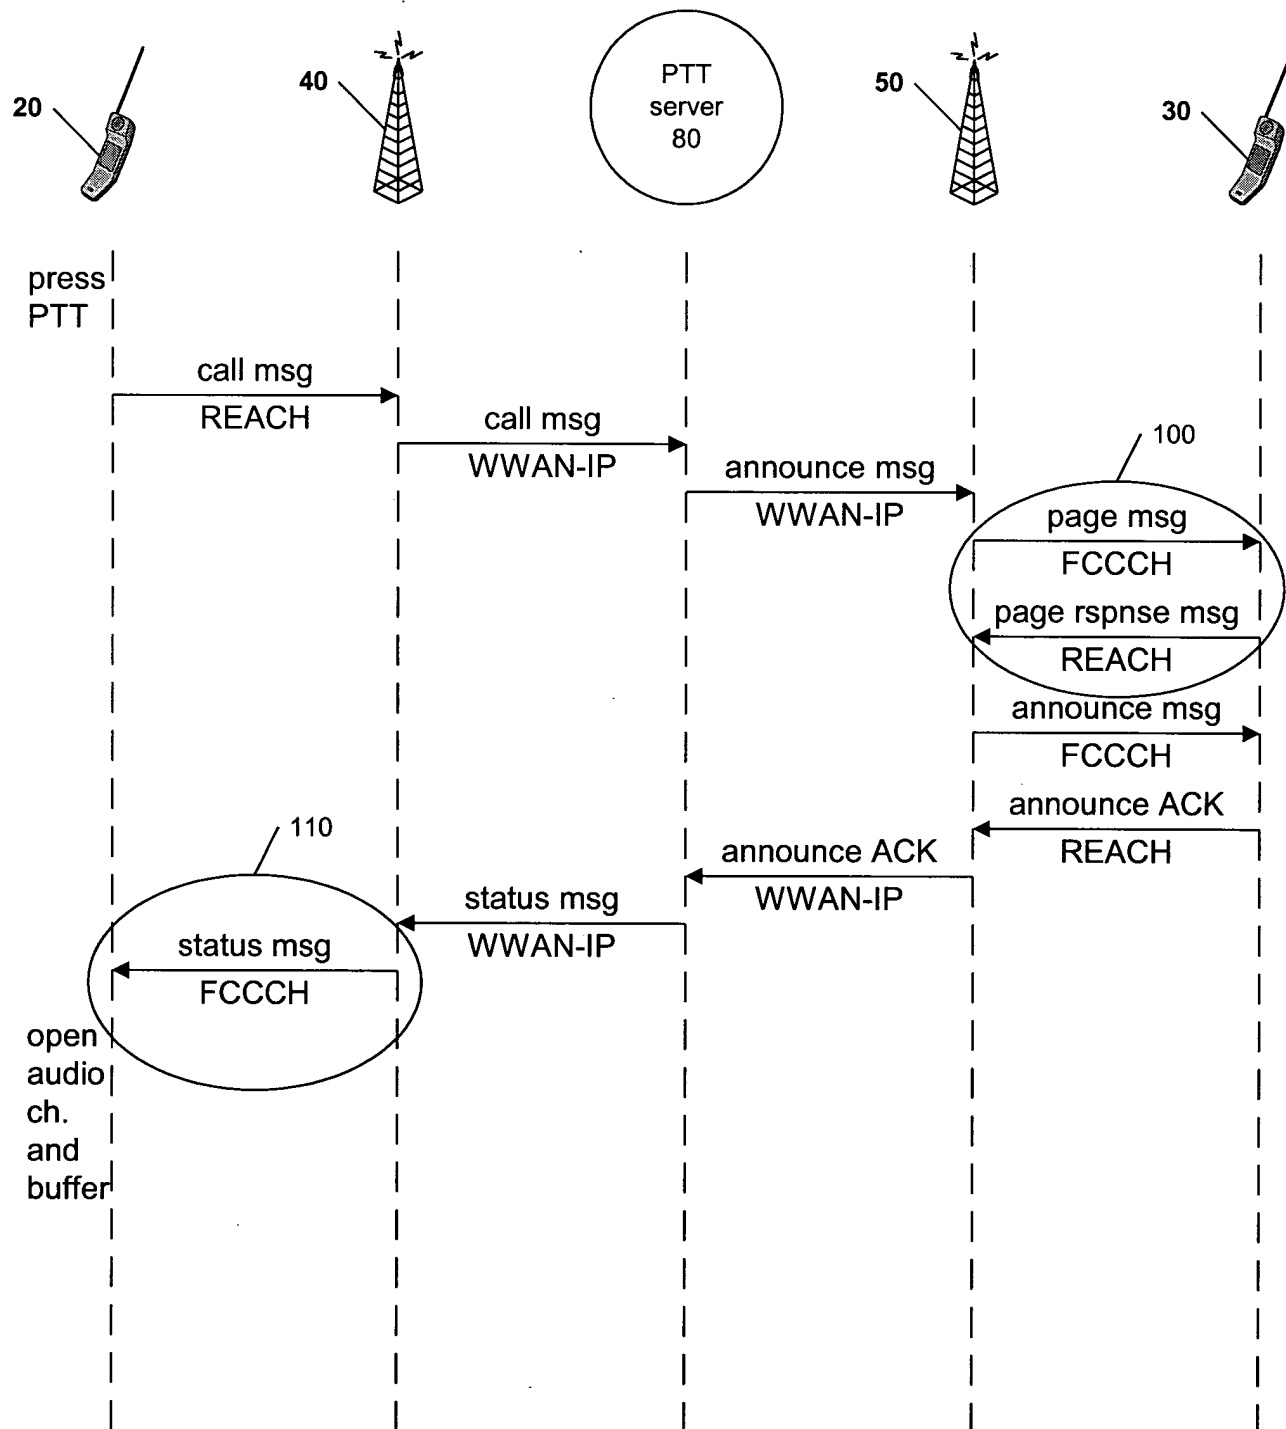 20
40
PTT
server
80
50
30
press
PTT
call msg
REACH
call msg
WWAN-IP
announce msg
WWAN-IP
100
page msg
FCCCH
page rspnse msg
REACH
announce msg
FCCCH
announce ACK
REACH
announce ACK
WWAN-IP
status msg
WWAN-IP
110
status msg
FCCCH
open
audio
ch.
and
buffer